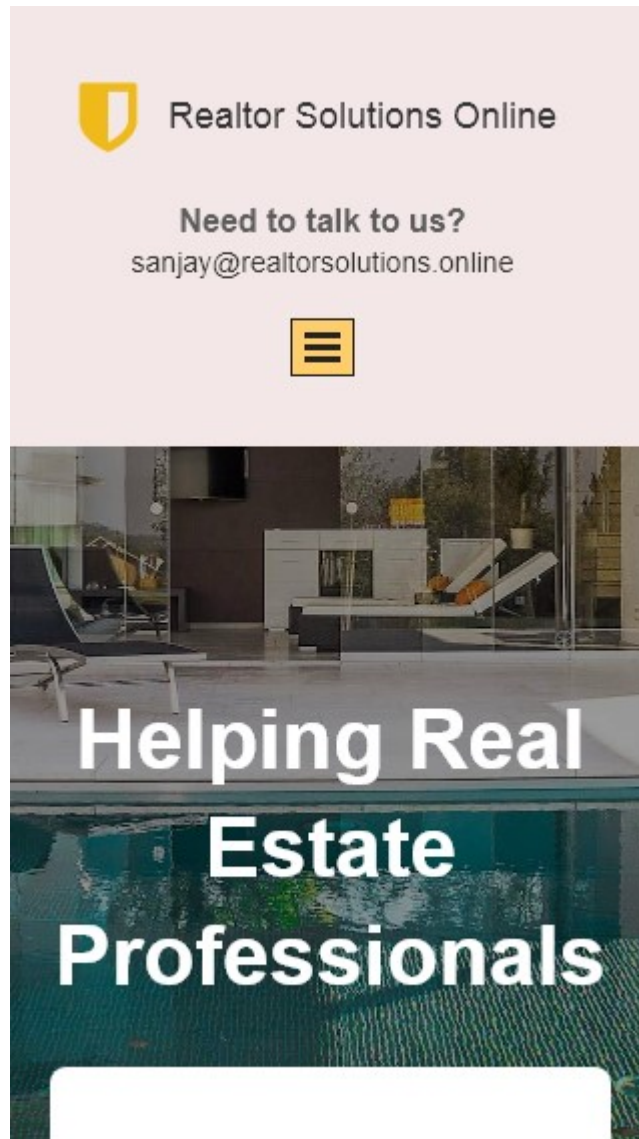 Realtor Solutions Online
Need to talk to us?
sanjay@realtorsolutions.online
Helping Real
Estate
Professionals